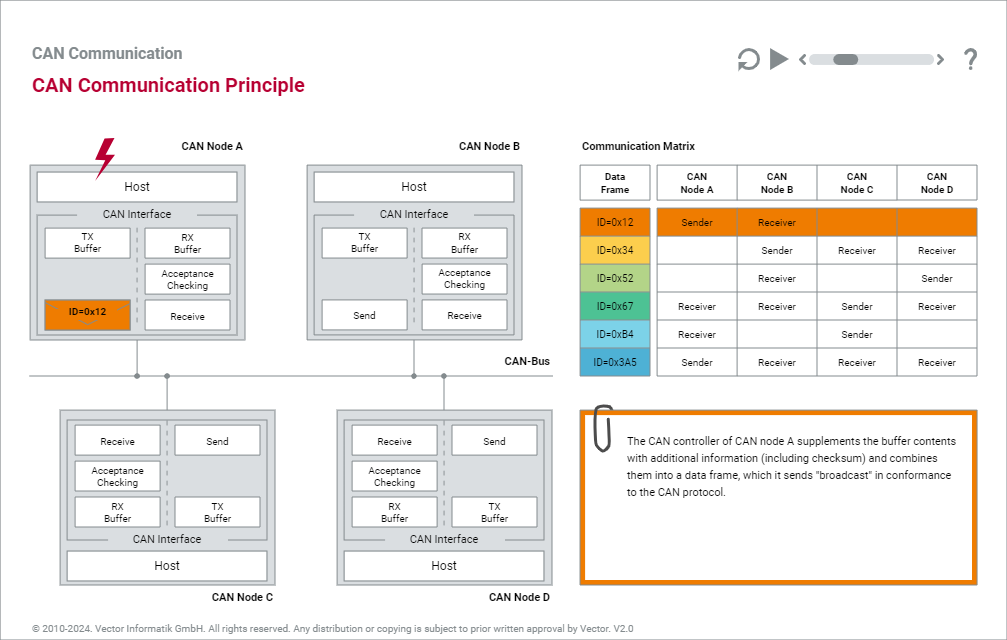 CAN Communication
CAN Communication Principle
?
CAN Node A
Host
CAN Interface
TX
Buffer
RX
Buffer
Acceptance
Checking
ID=0x12
Receive
CAN Node B
Host
CAN Interface
TX
Buffer
RX
Buffer
Acceptance
Checking
Send
Receive
CAN-Bus
Receive
Send
Acceptance
Checking
RX
Buffer
TX
Buffer
CAN Interface
Host
CAN Node C
Receive
Send
Acceptance
Checking
RX
Buffer
TX
Buffer
CAN Interface
Host
CAN Node D
Communication Matrix
Data Frame CAN Node A CAN Node B CAN Node C CAN Node D
ID=0x12 Sender Receiver
ID=0x34 Sender Receiver Receiver
ID=0x52 Receiver Sender
ID=0x67 Receiver Receiver Sender Receiver
ID=0xB4 Receiver Sender
ID=0x3A5 Sender Receiver Receiver Receiver
The CAN controller of CAN node A supplements the buffer contents
with additional information (including checksum) and combines
them into a data frame, which it sends "broadcast" in conformance
to the CAN protocol.
© 2010-2024. Vector Informatik GmbH. All rights reserved. Any distribution or copying is subject to prior written approval by Vector. V2.0